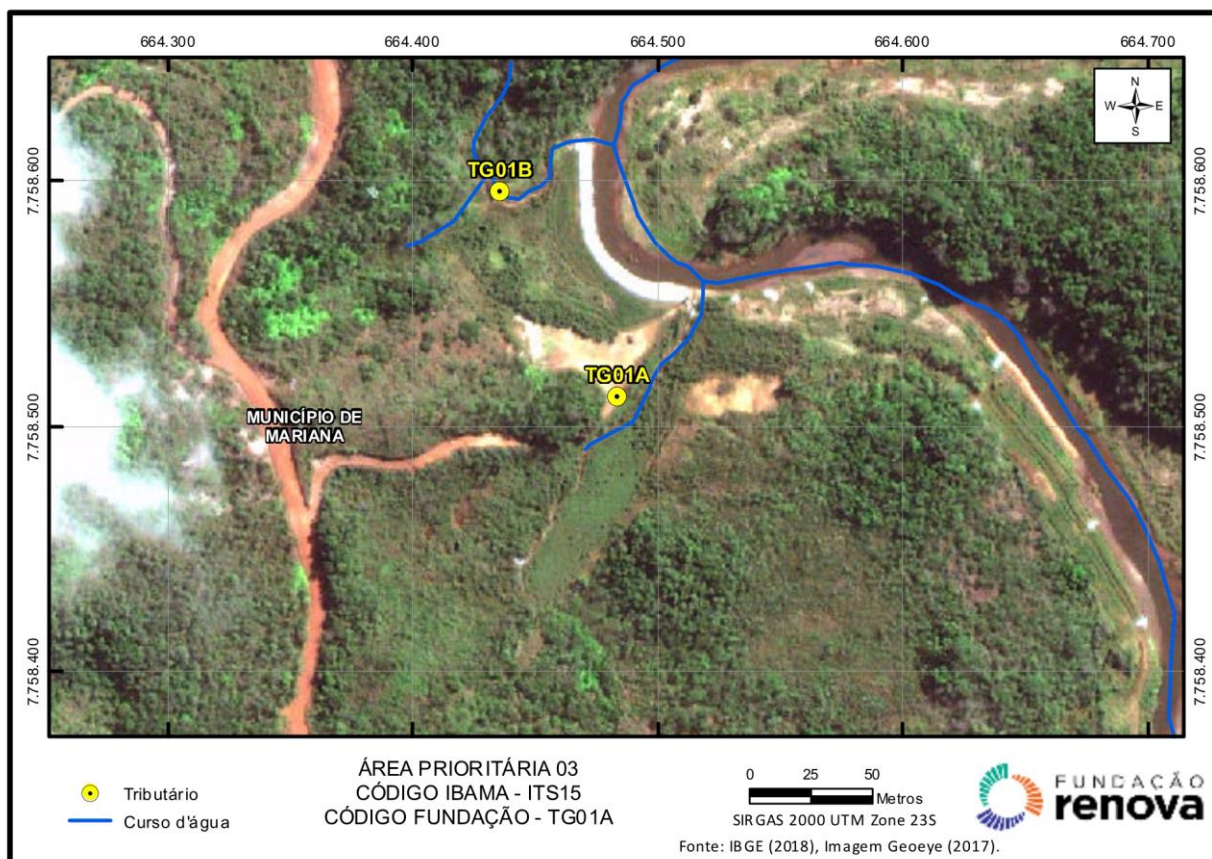 664.300 664.400 664.500 664.600 664.700
7.758.600 7.758.600
N
W E
S
TG01B
TG01A
MUNICÍPIO DE
MARIANA
7.758.500 7.758.500
7.758.400 7.758.400
Tributário
Curso d'água
ÁREA PRIORITÁRIA 03
CÓDIGO IBAMA - ITS15
CÓDIGO FUNDAÇÃO - TG01A
0 25 50
Metros
SIRGAS 2000 UTM Zone 23S
Fonte: IBGE (2018), Imagem Geoeye (2017).
FUNDAÇÃO
renova